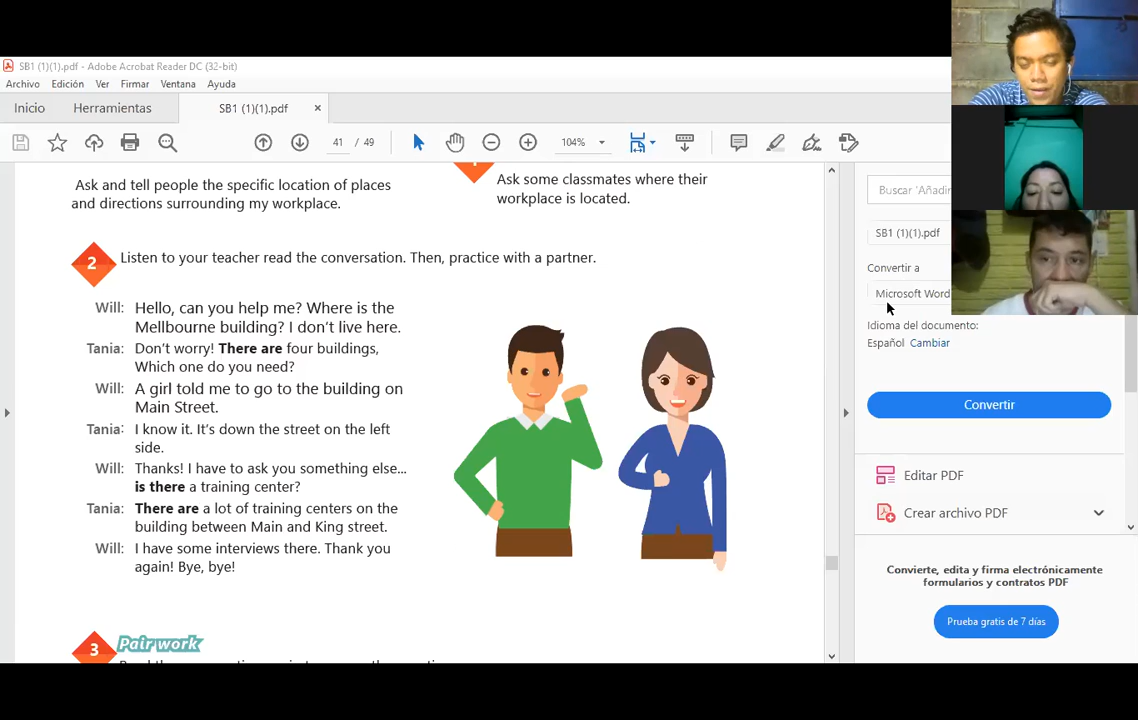 SB1 (1)(1).pdf - Adobe Acrobat Reader DC (32-bit)
Archivo Edición Ver Firmar Ventana Ayuda
Inicio Herramientas SB1 (1)(1).pdf ×
41 / 49 104%
Ask and tell people the specific location of places
and directions surrounding my workplace.
Ask some classmates where their
workplace is located.
2 Listen to your teacher read the conversation. Then, practice with a partner.
Will: Hello, can you help me? Where is the
Mellbourne building? I don't live here.
Tania: Don't worry! There are four buildings,
Which one do you need?
Will: A girl told me to go to the building on
Main Street.
Tania: I know it. It's down the street on the left
side.
Will: Thanks! I have to ask you something else...
is there a training center?
Tania: There are a lot of training centers on the
building between Main and King street.
Will: I have some interviews there. Thank you
again! Bye, bye!
3 Pair work
Buscar 'Añadir
SB1 (1)(1).pdf
Convertir a
Microsoft Word
Idioma del documento:
Español Cambiar
Convertir
Editar PDF
Crear archivo PDF
Convierte, edita y firma electrónicamente
formularios y contratos PDF
Prueba gratis de 7 días